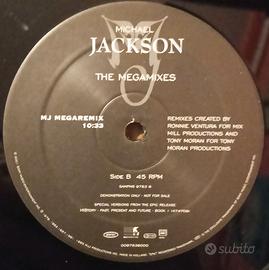 MICHAEL
JACKSON
THE MEGAMIXES
MJ MEGAREMIX
10:33
REMIXES CREATED BY
RONNIE VENTURA FOR MIX
MILL PRODUCTIONS AND
TONY MORAN FOR TONY
MORAN PRODUCTIONS
SIDE B 45 RPM
DEMONSTRATION ONLY - NOT FOR SALE
SPECIAL VERSIONS FROM THE EPIC RELEASE
HISTORY - PAST, PRESENT AND FUTURE - BOOK I
subito